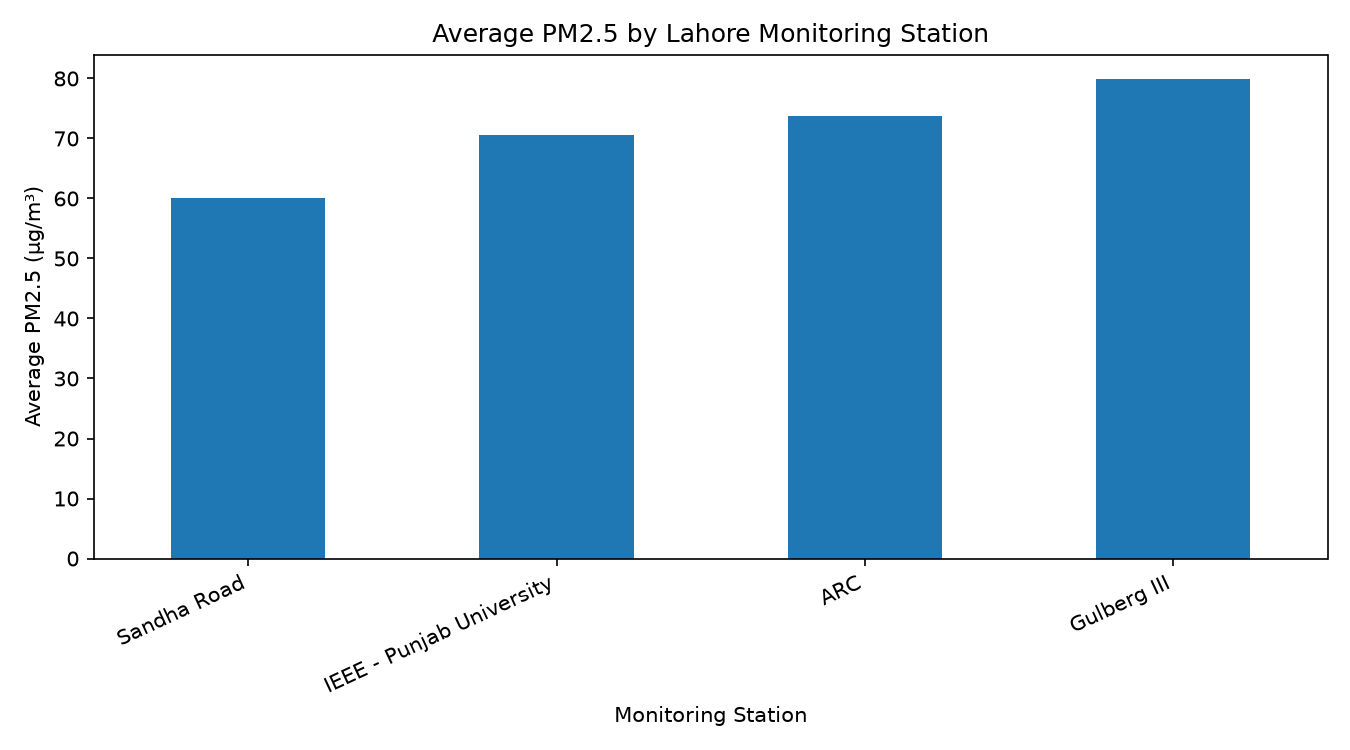 Average PM2.5 by Lahore Monitoring Station
Average PM2.5 (µg/m³)
80
70
60
50
40
30
20
10
0
Sandha Road
IEEE - Punjab University
ARC
Gulberg III
Monitoring Station